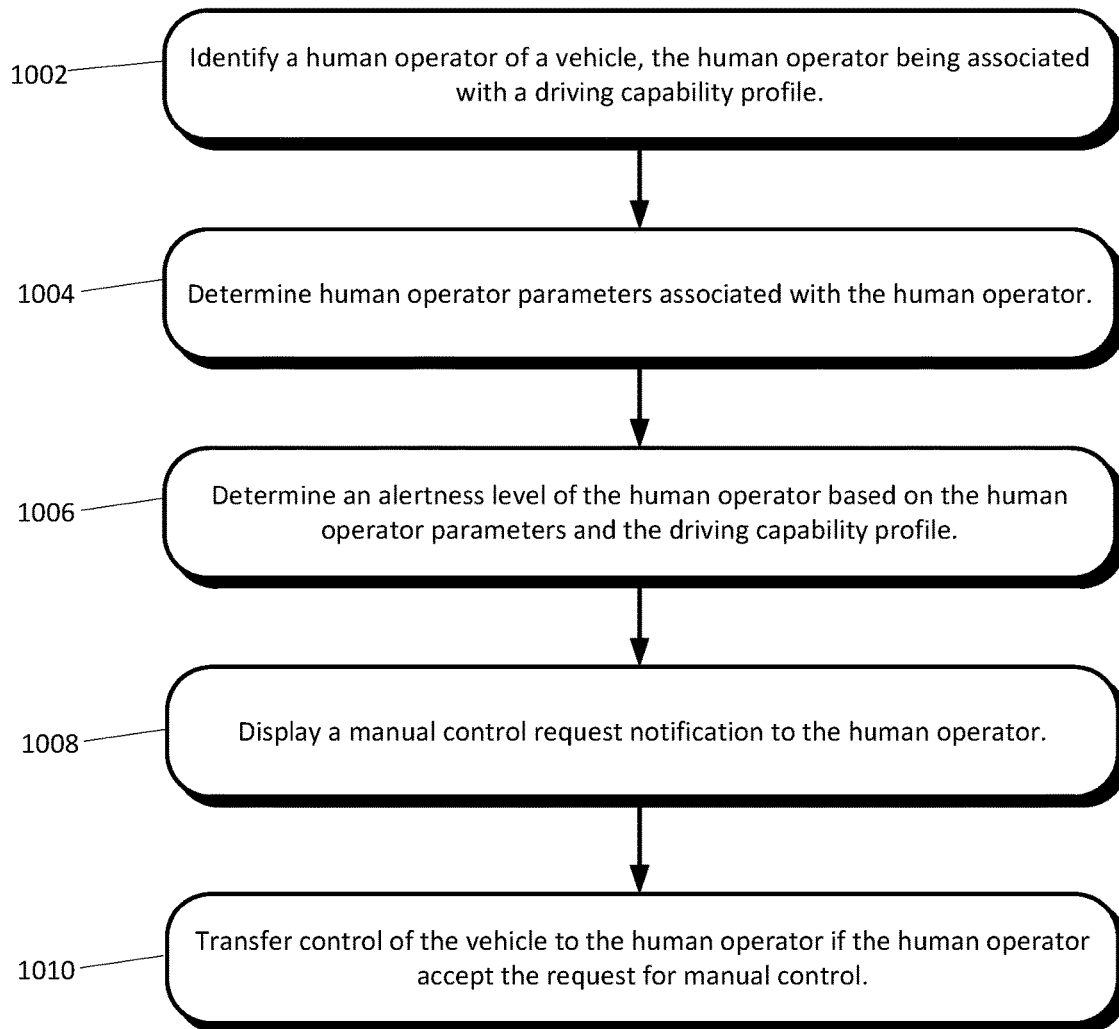 1002
Identify a human operator of a vehicle, the human operator being associated
with a driving capability profile.
1004
Determine human operator parameters associated with the human operator.
1006
Determine an alertness level of the human operator based on the human
operator parameters and the driving capability profile.
1008
Display a manual control request notification to the human operator.
1010
Transfer control of the vehicle to the human operator if the human operator
accept the request for manual control.